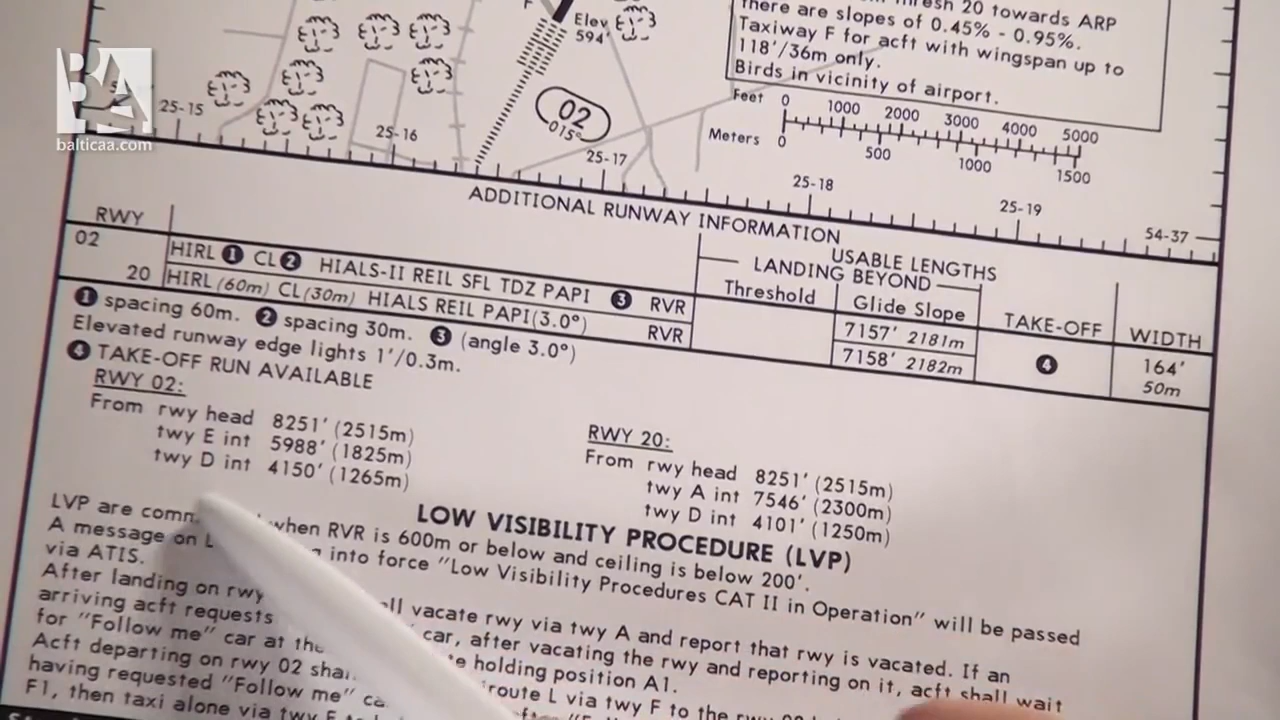 BAA
balticaa.com
thresh 20 towards ARP
there are slopes of 0.45% - 0.95%.
Taxiway F for acft with wingspan up to
118'/36m only.
Birds in vicinity of airport.
F
Elev
594'
02
015°
Feet 0 1000 2000 3000 4000 5000
Meters 0 500 1000 1500
25-15
25-16
25-17
25-18
25-19
54-37
ADDITIONAL RUNWAY INFORMATION
USABLE LENGTHS
LANDING BEYOND
RWY Threshold Glide Slope TAKE-OFF WIDTH
02 HIRL 1 CL 2 HIALS-II REIL SFL TDZ PAPI 3 RVR 7157' 2181m 4 164'
20 HIRL (60m) CL (30m) HIALS REIL PAPI (3.0°) RVR 7158' 2182m 50m
1 spacing 60m. 2 spacing 30m. 3 (angle 3.0°)
Elevated runway edge lights 1'/0.3m.
4 TAKE-OFF RUN AVAILABLE
RWY 02:
From rwy head 8251' (2515m)
twy E int 5988' (1825m)
twy D int 4150' (1265m)
RWY 20:
From rwy head 8251' (2515m)
twy A int 7546' (2300m)
twy D int 4101' (1250m)
LOW VISIBILITY PROCEDURE (LVP)
LVP are when RVR is 600m or below and ceiling is below 200'.
A message on into force "Low Visibility Procedures CAT II in Operation" will be passed
via ATIS.
After landing on rwy vacate rwy via twy A and report that rwy is vacated. If an
arriving acft requests car, after vacating the rwy and reporting on it, acft shall wait
for "Follow me" car at the holding position A1.
Acft departing on rwy 02 route L via twy F to the rwy
having requested "Follow me"
F1, then taxi alone via twy